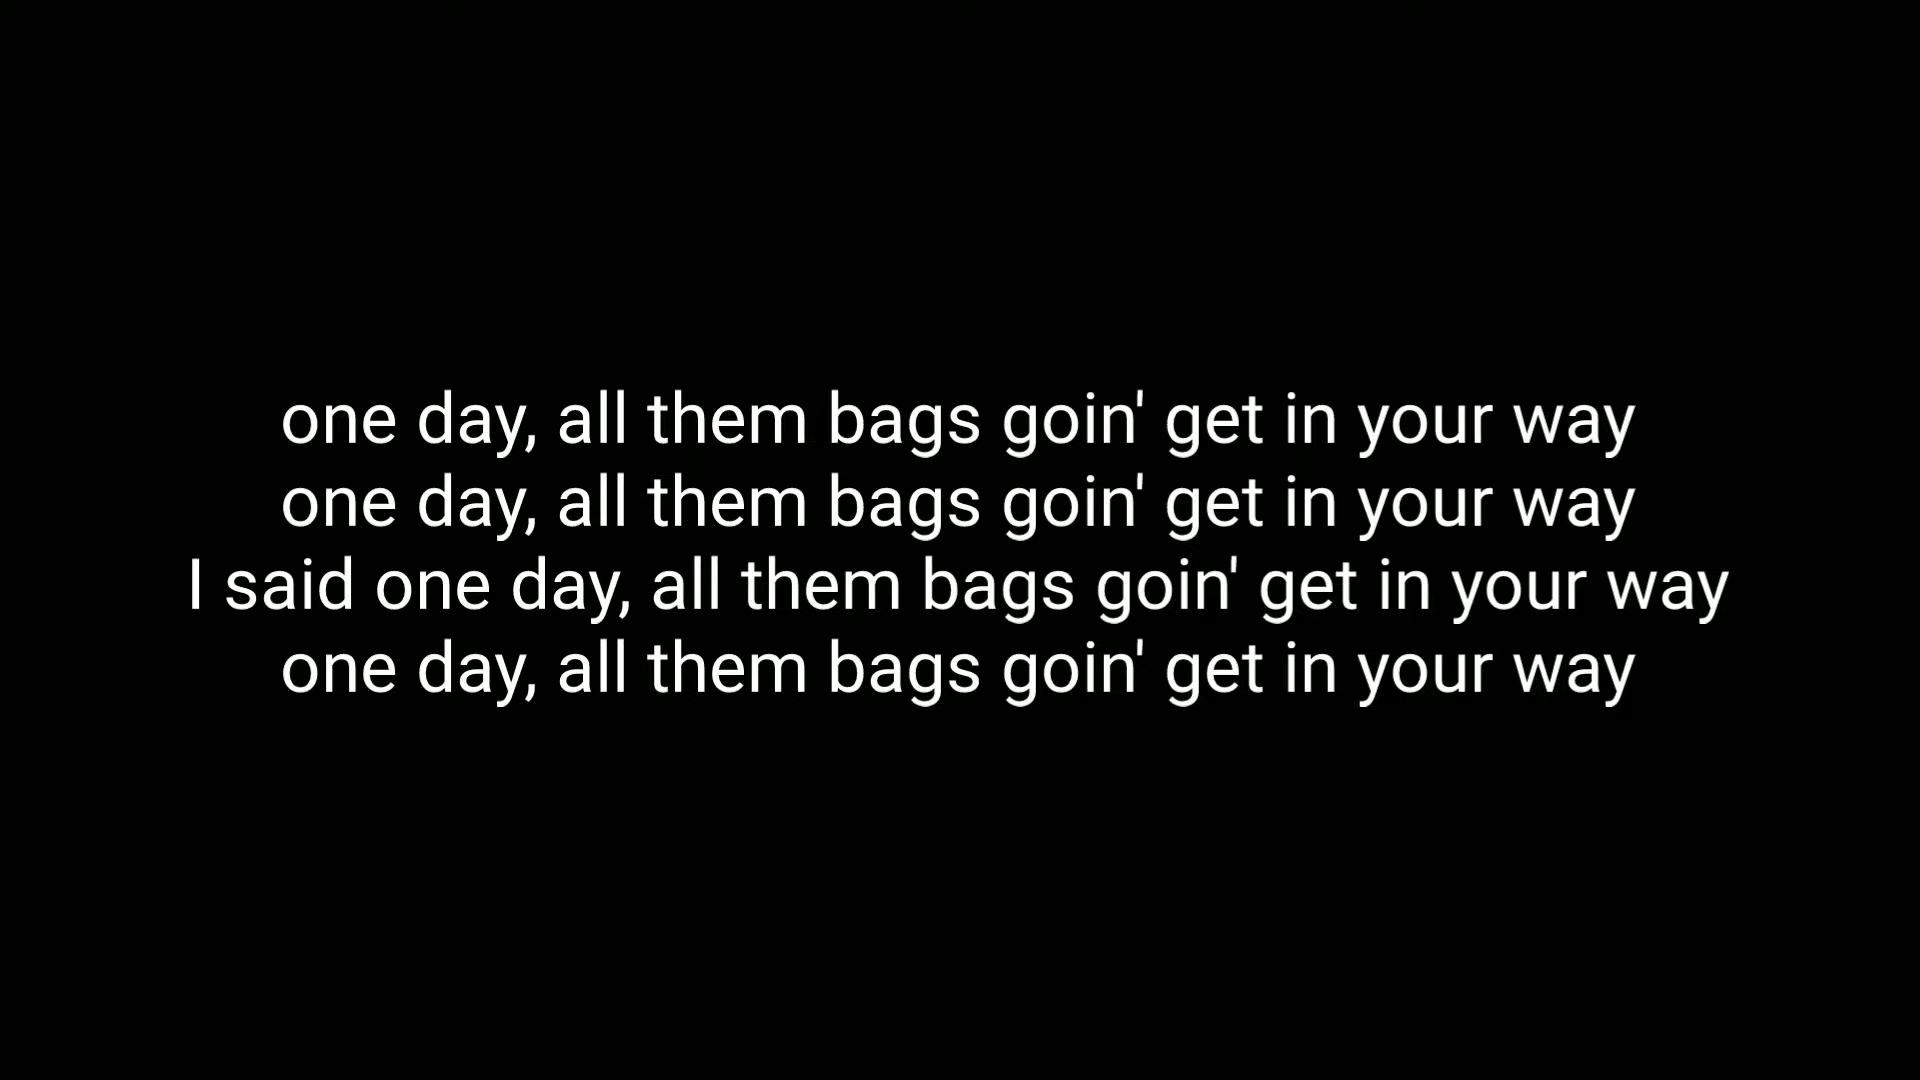 one day, all them bags goin' get in your way
one day, all them bags goin' get in your way
I said one day, all them bags goin' get in your way
one day, all them bags goin' get in your way